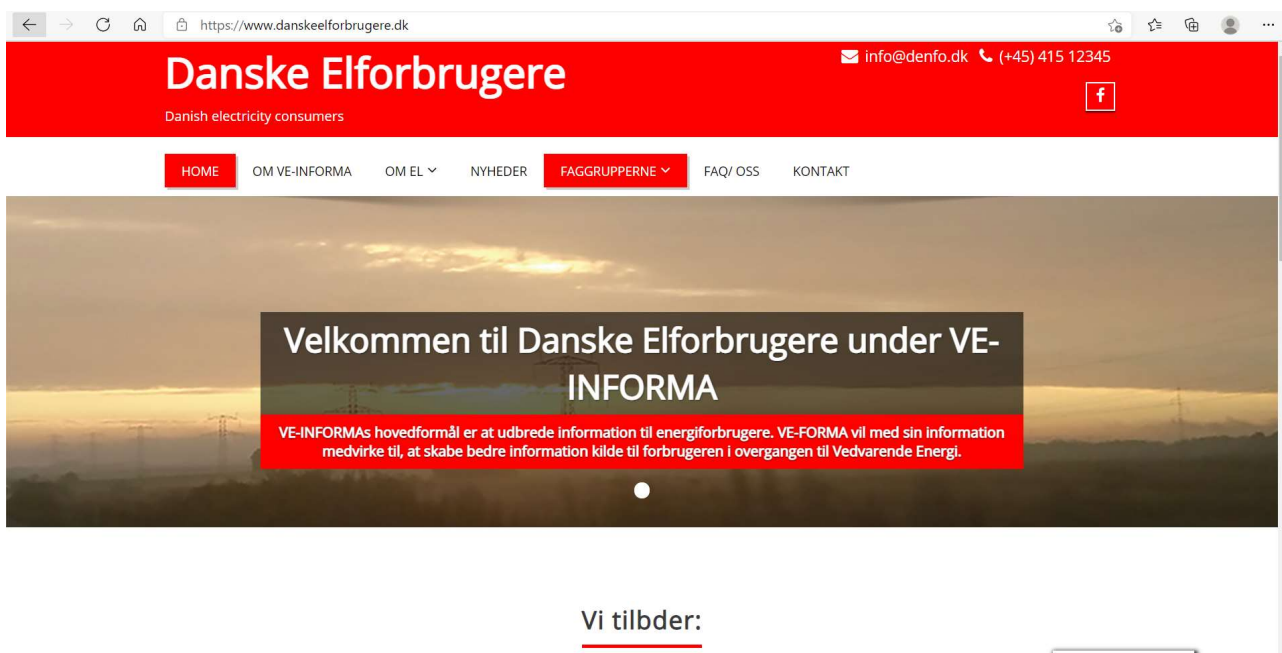 https://www.danskeelforbrugere.dk
Danske Elforbrugere
info@denfo.dk (+45) 415 12345
Danish electricity consumers
HOME OM VE-INFORMA OM EL NYHEDER FAGGRUPPERNE FAQ/ OSS KONTAKT
Velkommen til Danske Elforbrugere under VE-
INFORMA
VE-INFORMAs hovedformål er at udbrede information til energiforbrugere. VE-FORMA vil med sin information
medvirke til, at skabe bedre information kilde til forbrugeren i overgangen til Vedvarende Energi.
Vi tilbder: